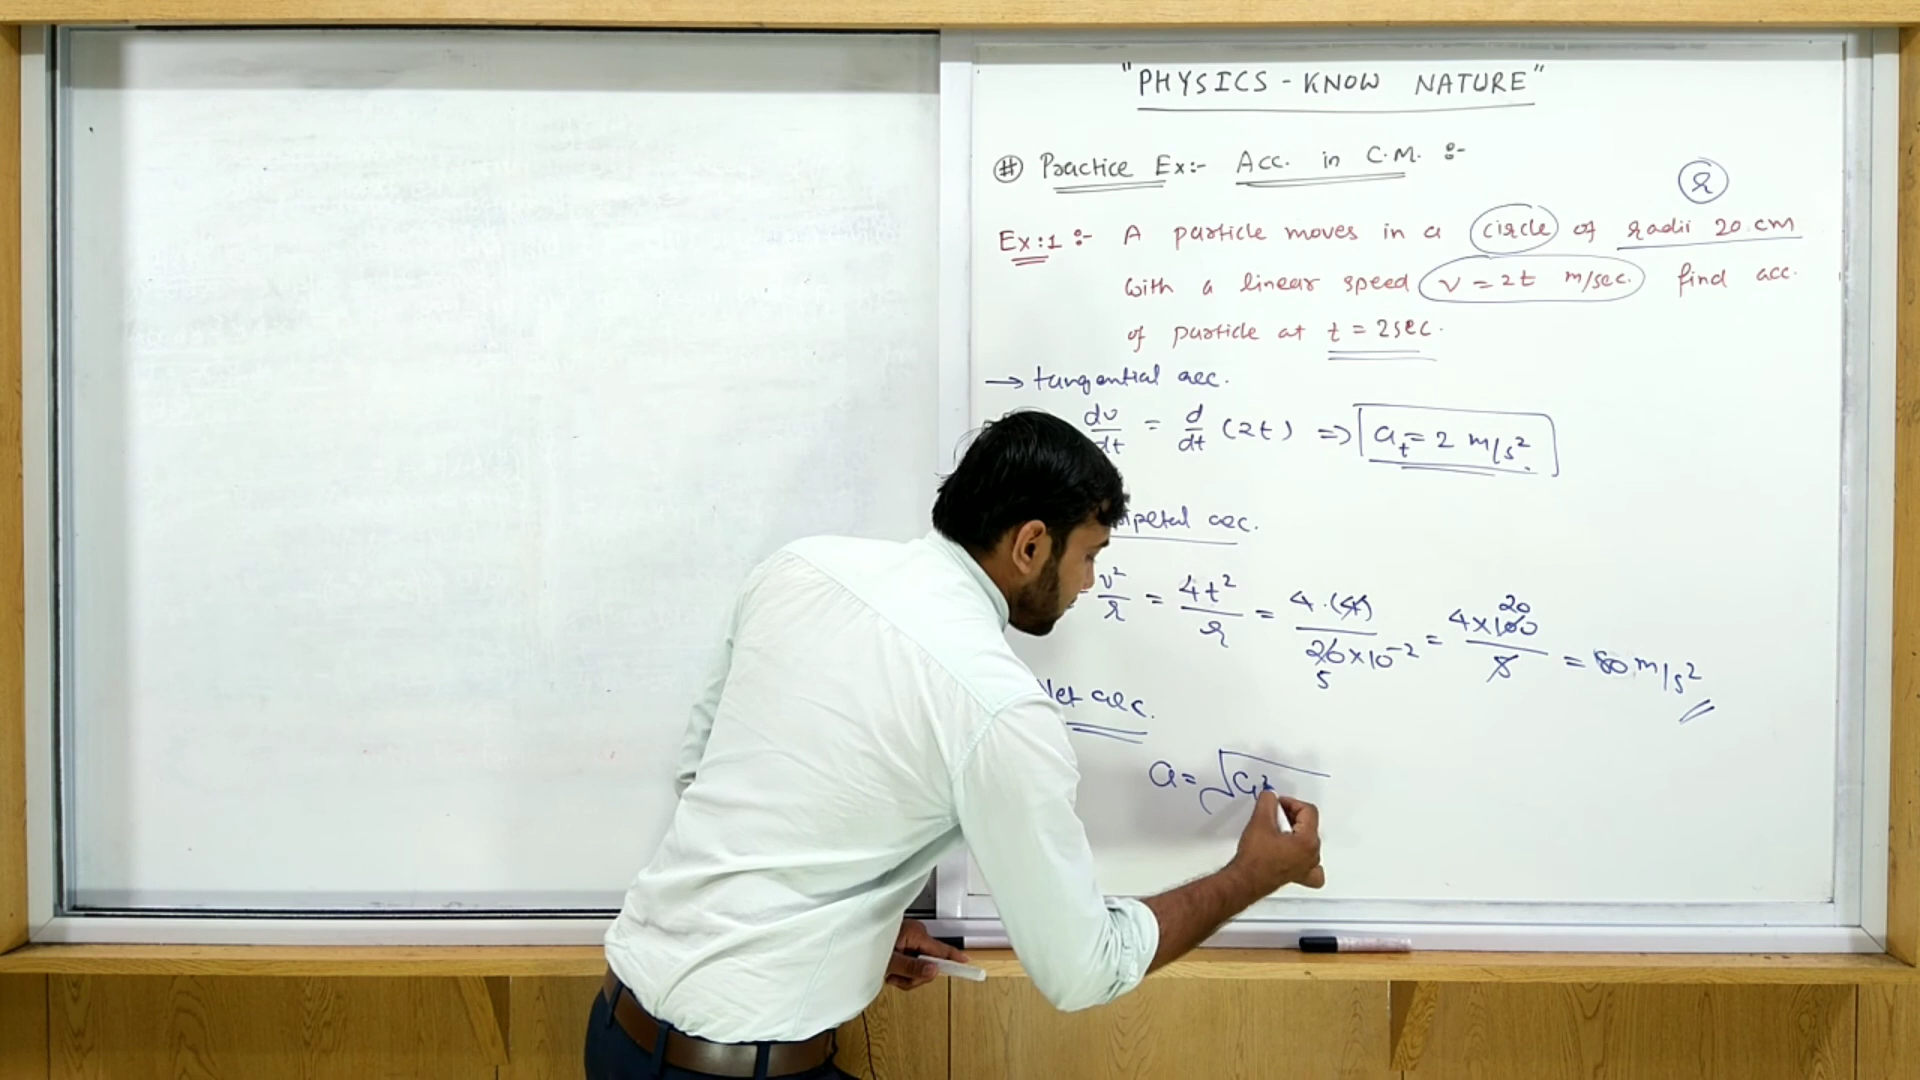 "PHYSICS - KNOW NATURE"
# Practice Ex:- Acc. in C.M. :-
r
Ex:1 :- A particle moves in a circle of radii 20 cm
with a linear speed v = 2t m/sec. find acc.
of particle at t = 2sec.
→ tangential acc.
dv/dt = d/dt (2t) => a_t = 2 m/s²
ipetal acc.
v²/r = 4t²/r = 4.(4)/20×10⁻² = 4×100/5 = 80 m/s²
5
20
Net acc.
a = √a